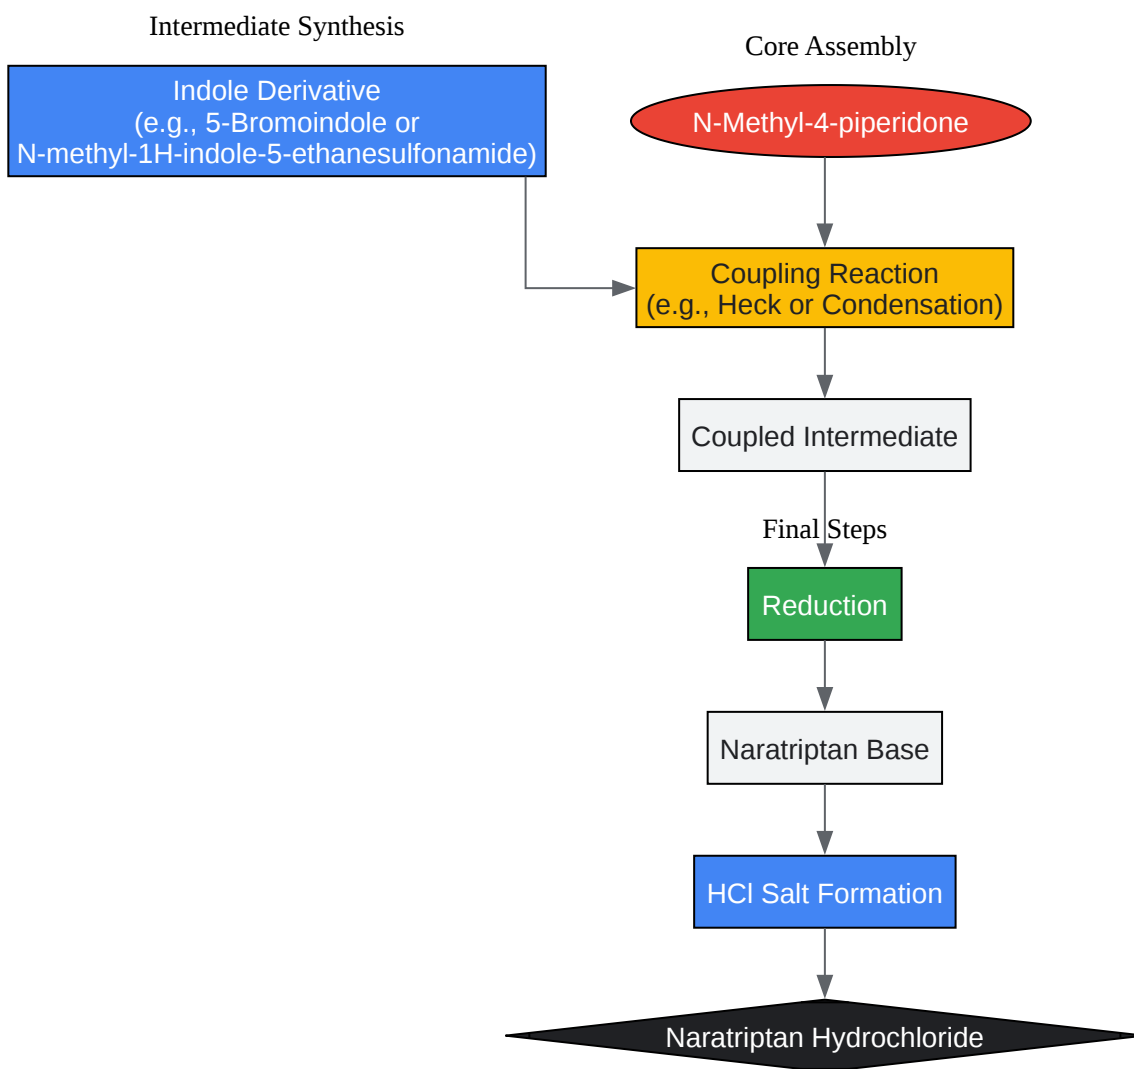 Intermediate Synthesis
Indole Derivative
(e.g., 5-Bromoindole or
N-methyl-1H-indole-5-ethanesulfonamide)
Core Assembly
N-Methyl-4-piperidone
Coupling Reaction
(e.g., Heck or Condensation)
Coupled Intermediate
Final Steps
Reduction
Naratriptan Base
HCl Salt Formation
Naratriptan Hydrochloride